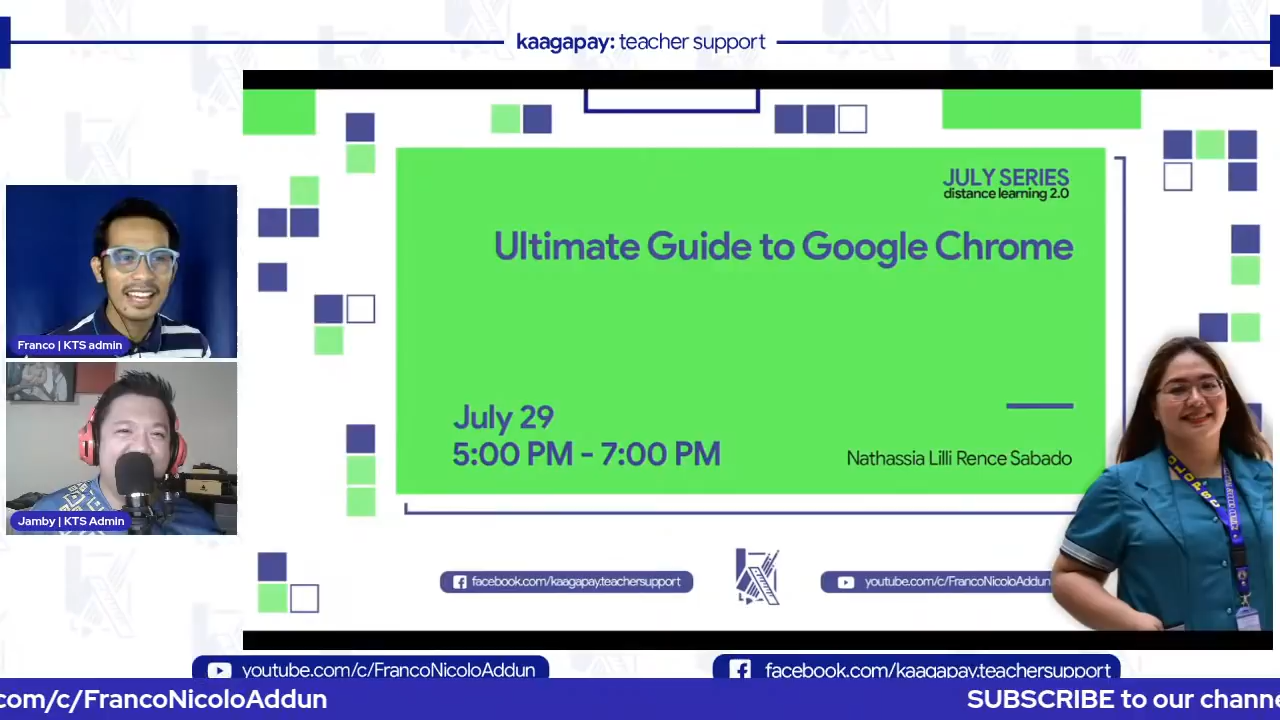 kaagapay: teacher support
JULY SERIES
distance learning 2.0
Ultimate Guide to Google Chrome
Franco | KTS admin
July 29
5:00 PM - 7:00 PM
Nathassia Lilli Rence Sabado
Jamby | KTS Admin
facebook.com/kaagapay.teachersupport
youtube.com/c/FrancoNicoloAddun
youtube.com/c/FrancoNicoloAddun
facebook.com/kaagapay.teachersupport
com/c/FrancoNicoloAddun
SUBSCRIBE to our channe